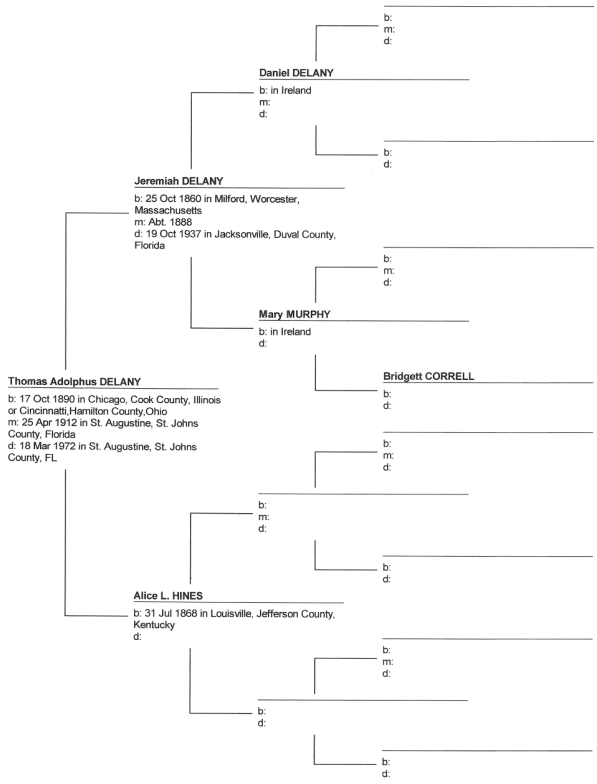 b:
m:
d:
Daniel DELANY
b: in Ireland
m:
d:
b:
d:
Jeremiah DELANY
b: 25 Oct 1860 in Milford, Worcester,
Massachusetts
m: Abt. 1888
d: 19 Oct 1937 in Jacksonville, Duval County,
Florida
b:
m:
d:
Mary MURPHY
b: in Ireland
d:
Bridgett CORRELL
b:
d:
Thomas Adolphus DELANY
b: 17 Oct 1890 in Chicago, Cook County, Illinois
or Cincinnatti,Hamilton County,Ohio
m: 25 Apr 1912 in St. Augustine, St. Johns
County, Florida
d: 18 Mar 1972 in St. Augustine, St. Johns
County, FL
b:
m:
d:
b:
m:
d:
b:
d:
Alice L. HINES
b: 31 Jul 1868 in Louisville, Jefferson County,
Kentucky
d:
b:
m:
d:
b:
d:
b:
d: